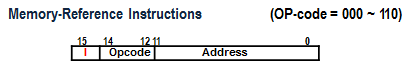 Memory-Reference Instructions (OP-code = 000 ~ 110)
15 14 12 11 0
I Opcode Address